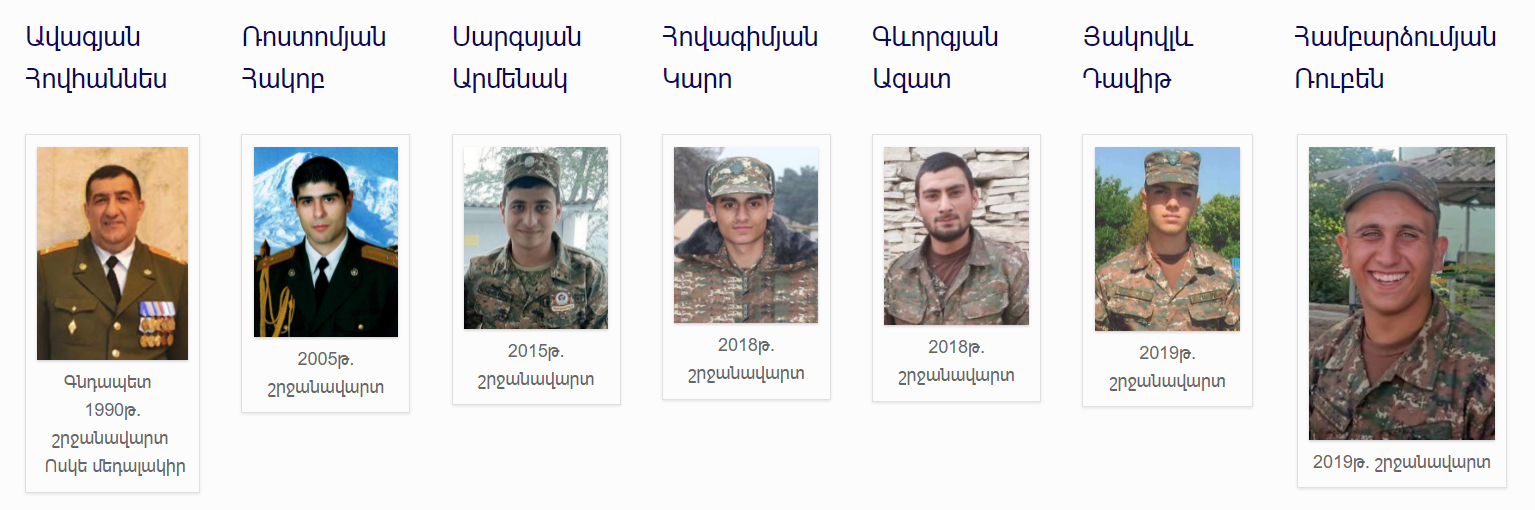 Ավագյան
Հովհաննես
Գնդապետ
1990թ.
շրջանավարտ
Ոսկե մեդալակիր
Ռոստոմյան
Հակոբ
2005թ.
շրջանավարտ
Սարգսյան
Արմենակ
2015թ.
շրջանավարտ
Հովագիմյան
Կարո
2018թ.
շրջանավարտ
Գևորգյան
Ազատ
2018թ.
շրջանավարտ
Յակովլև
Դավիթ
2019թ.
շրջանավարտ
Համբարձումյան
Ռուբեն
2019թ. շրջանավարտ